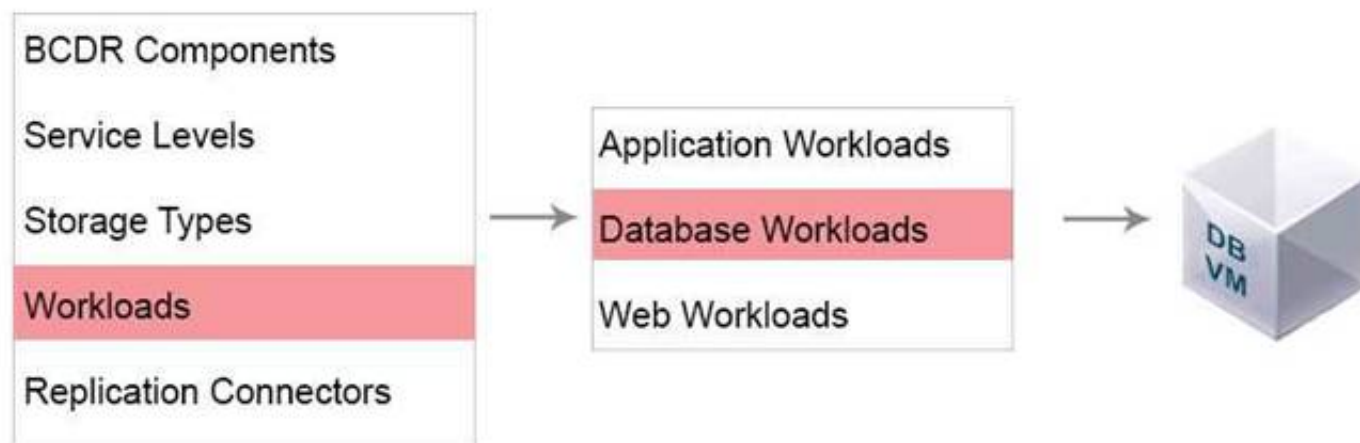 BCDR Components
Service Levels
Storage Types
Workloads
Replication Connectors
Application Workloads
Database Workloads
Web Workloads
DB
VM